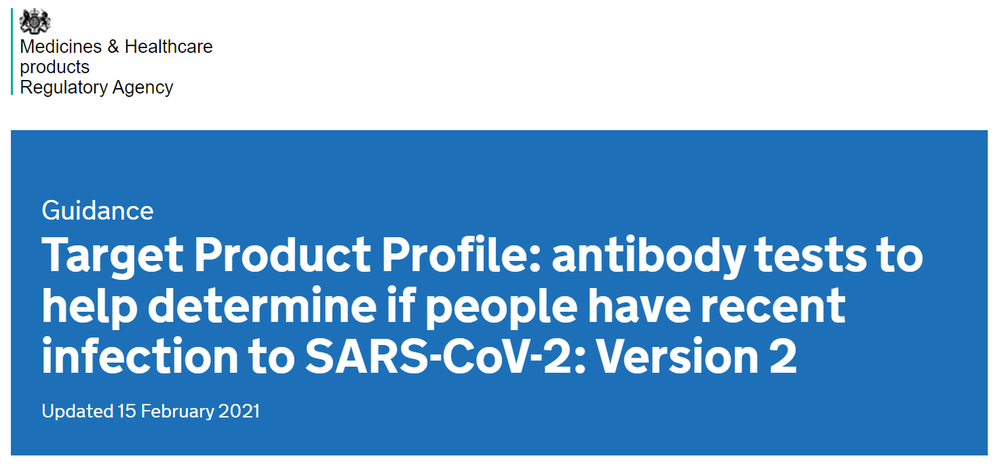 Medicines & Healthcare
products
Regulatory Agency
Guidance
Target Product Profile: antibody tests to
help determine if people have recent
infection to SARS-CoV-2: Version 2
Updated 15 February 2021